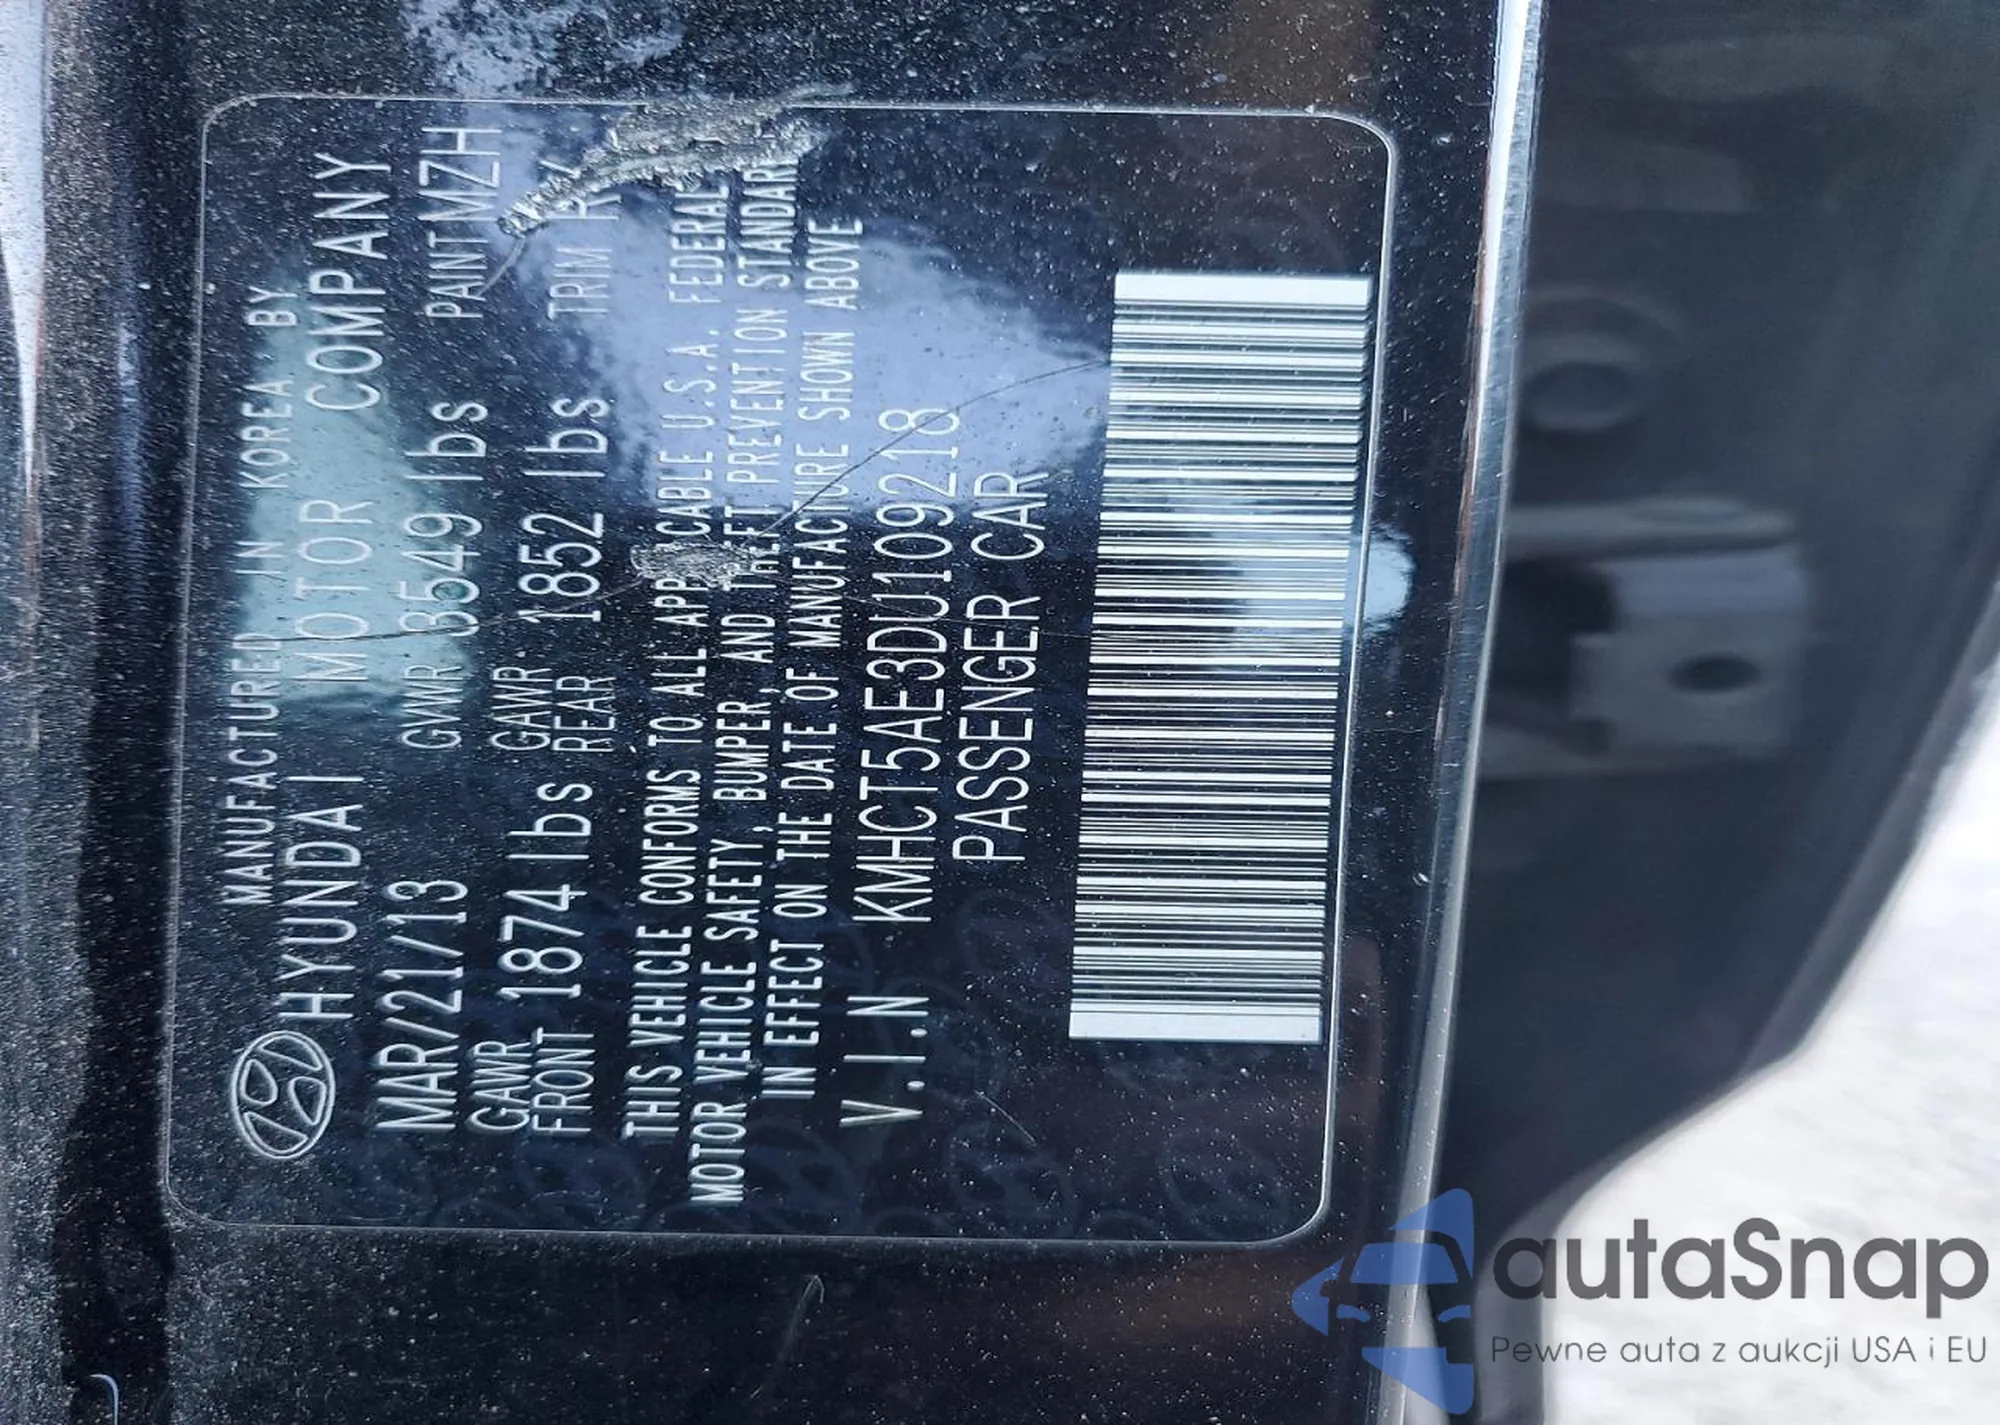 MANUFACTURED IN KOREA BY
HYUNDAI MOTOR COMPANY
MAR/21/13 GVWR 3549 lbs PAINT MZH
GAWR FRONT 1874 lbs GAWR REAR 1852 lbs TRIM
THIS VEHICLE CONFORMS TO ALL APPLICABLE U.S.A. FEDERAL
MOTOR VEHICLE SAFETY, BUMPER, AND THEFT PREVENTION STANDARDS
IN EFFECT ON THE DATE OF MANUFACTURE SHOWN ABOVE
V.I.N KMHCT5AE3DU109218
PASSENGER CAR
autaSnap
Pewne auta z aukcji USA i EU